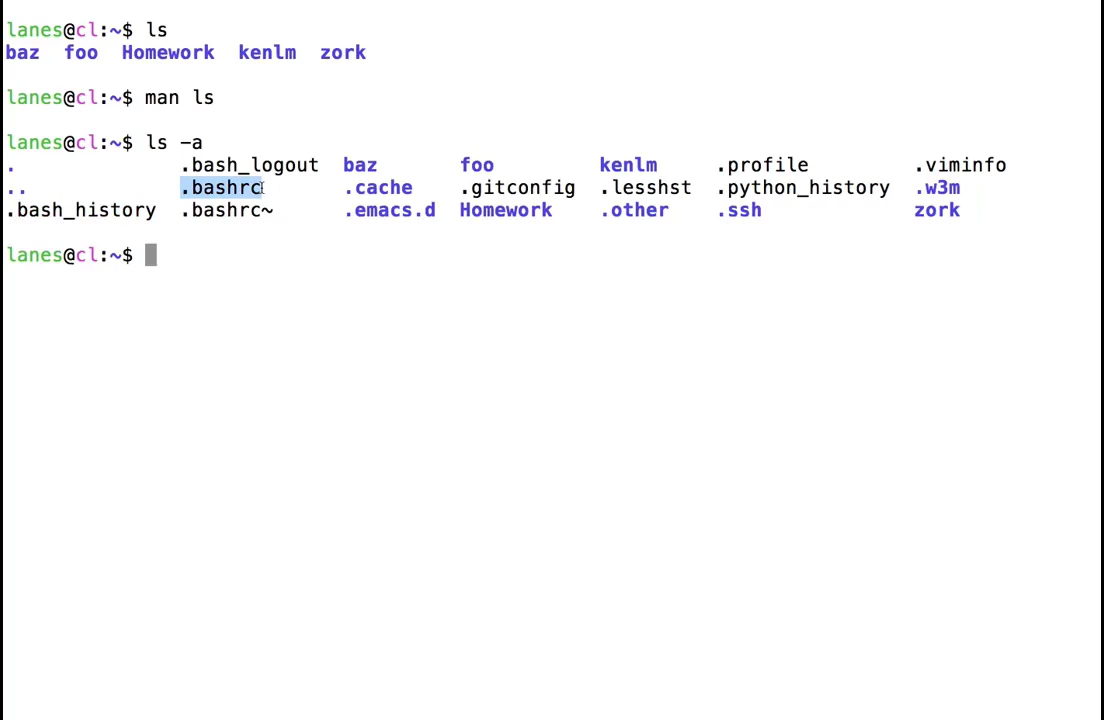 lanes@cl:~$ ls
baz  foo  Homework  kenlm  zork
lanes@cl:~$ man ls
lanes@cl:~$ ls -a
.              .bash_logout  baz       foo         kenlm     .profile         .viminfo
..             .bashrc       .cache    .gitconfig  .lesshst  .python_history  .w3m
.bash_history  .bashrc~      .emacs.d  Homework    .other    .ssh             zork
lanes@cl:~$